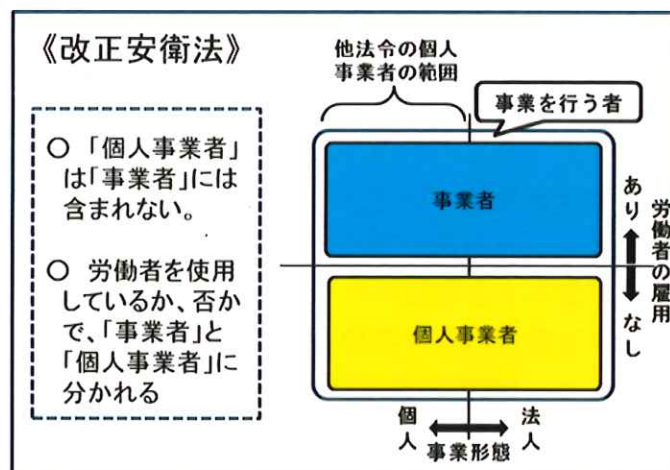 《改正安衛法》
○ 「個人事業者」
は「事業者」には
含まれない。
○ 労働者を使用
しているか、否か
で、「事業者」と
「個人事業者」に
分かれる
他法令の個人
事業者の範囲
事業を行う者
事業者
個人事業者
あり
なし
労働者の雇用
個人
法人
事業形態